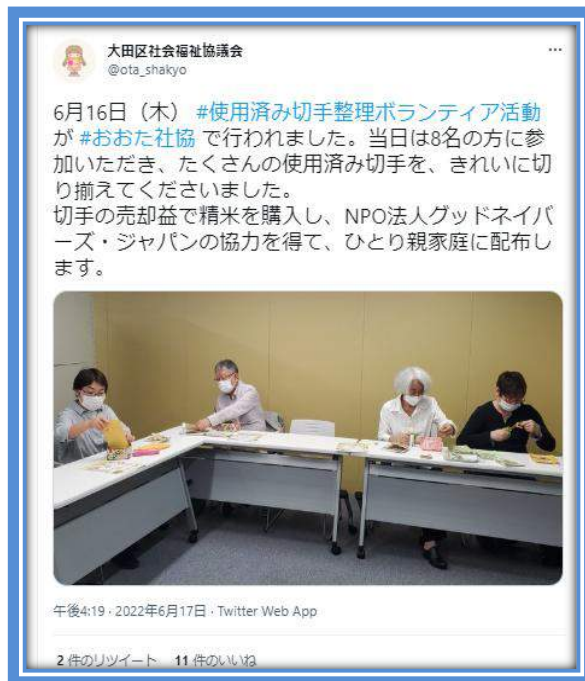 大田区社会福祉協議会
@ota_shakyo
6月16日（木） #使用済み切手整理ボランティア活動
が #おおた社協 で行われました。当日は8名の方に参
加いただき、たくさんの使用済み切手を、きれいに切
り揃えてくださいました。
切手の売却益で精米を購入し、NPO法人グッドネイバ
ーズ・ジャパンの協力を得て、ひとり親家庭に配布し
ます。
午後4:19 · 2022年6月17日 · Twitter Web App
2 件のリツイート 11 件のいいね